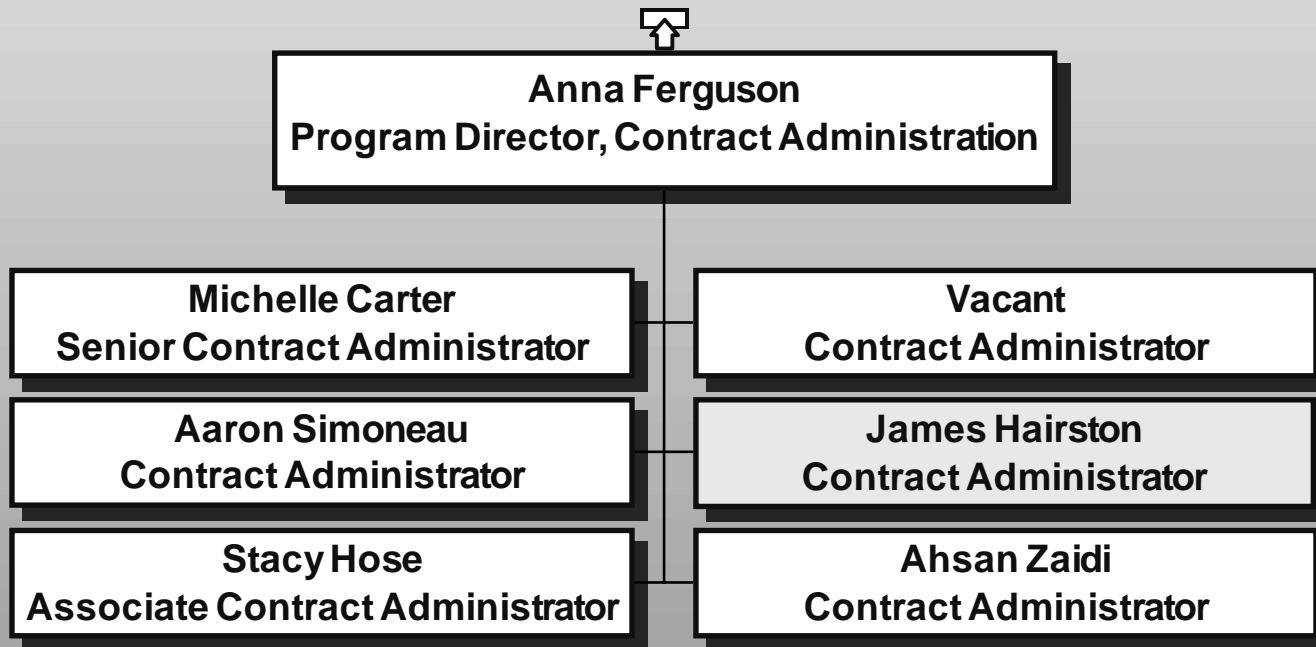 Anna Ferguson
Program Director, Contract Administration
Michelle Carter
Senior Contract Administrator
Vacant
Contract Administrator
Aaron Simoneau
Contract Administrator
James Hairston
Contract Administrator
Stacy Hose
Associate Contract Administrator
Ahsan Zaidi
Contract Administrator